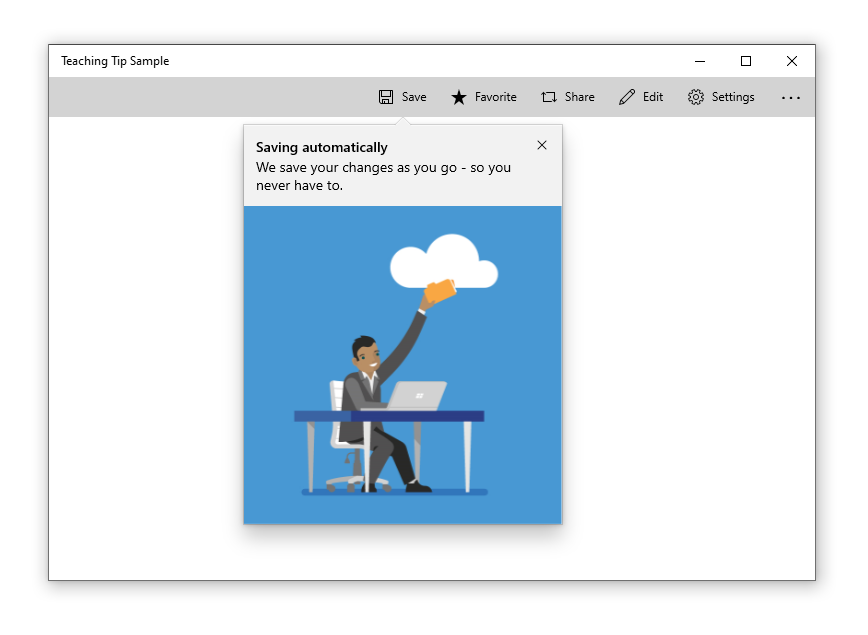 Teaching Tip Sample
Save Favorite Share Edit Settings
Saving automatically
We save your changes as you go - so you
never have to.